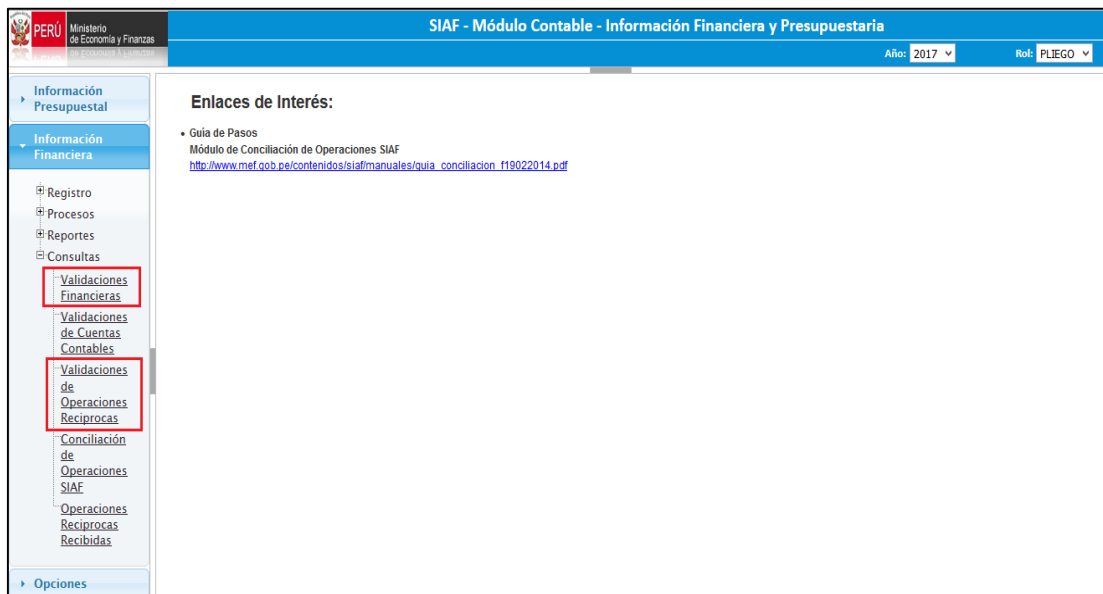 PERÚ
Ministerio
de Economía y Finanzas
SIAF - Módulo Contable - Información Financiera y Presupuestaria
Año: 2017
Rol: PLIEGO
Información
Presupuestal
Información
Financiera
Registro
Procesos
Reportes
Consultas
Validaciones
Financieras
Validaciones
de Cuentas
Contables
Validaciones
de
Operaciones
Reciprocas
Conciliación
de
Operaciones
SIAF
Operaciones
Reciprocas
Recibidas
Opciones
Enlaces de Interés:
• Guia de Pasos
Módulo de Conciliación de Operaciones SIAF
http://www.mef.gob.pe/contenidos/siaf/manuales/guia_conciliacion_f19022014.pdf